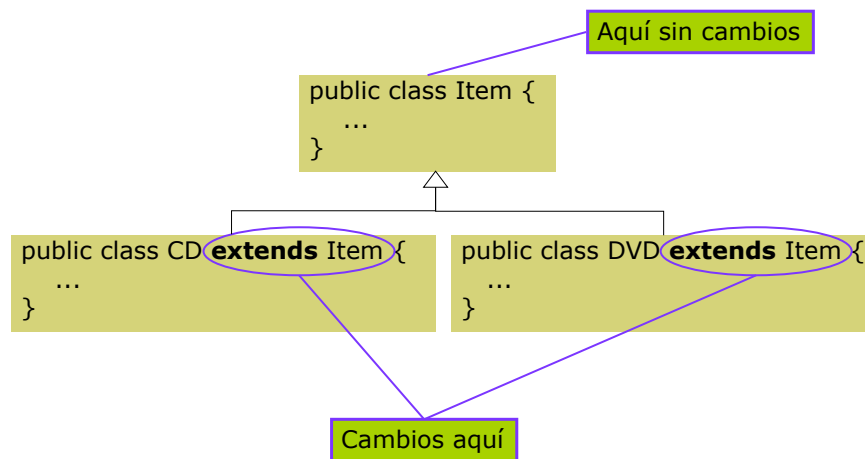 Aquí sin cambios
public class Item {
...
}
public class CD extends Item {
...
}
public class DVD extends Item {
...
}
Cambios aquí